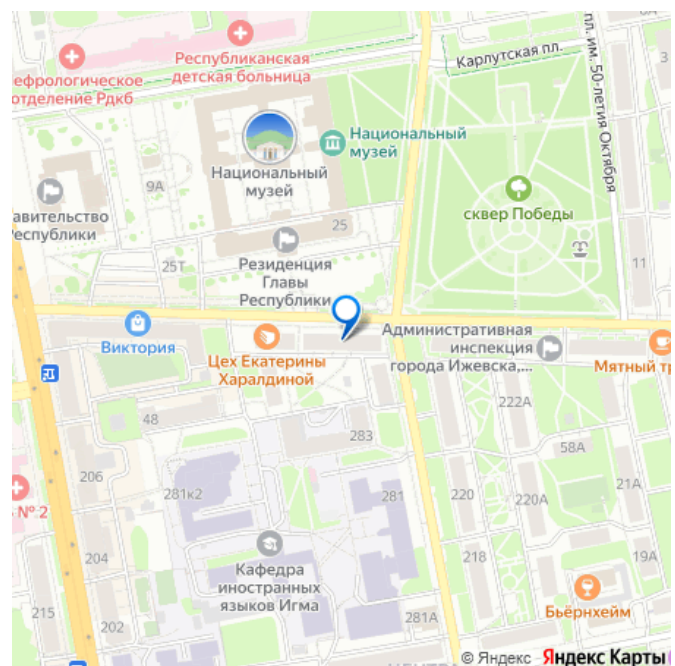 Республиканская
детская больница
ефрологическое
отделение Рдкб
Карлутская пл.
пл. им. 50-летия Октября
3
Национальный
музей
Национальный
музей
9А
сквер Победы
авительство
Республики
25
25Т
Резиденция
Главы
Республики
11
Виктория
Цех Екатерины
Харалдиной
Административная
инспекция
города Ижевска,...
Мятный тр
48
283
222А
58А
206
281к2
281
220
220А
21А
№ 2
204
218
19А
Кафедра
иностранных
языков Игма
Бьёрнхейм
215
202
281А
© Яндекс Яндекс Карты